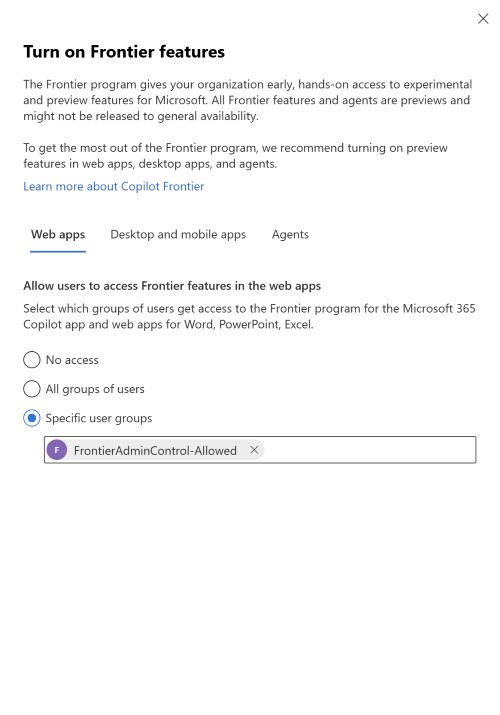 Turn on Frontier features
The Frontier program gives your organization early, hands-on access to experimental
and preview features for Microsoft. All Frontier features and agents are previews and
might not be released to general availability.
To get the most out of the Frontier program, we recommend turning on preview
features in web apps, desktop apps, and agents.
Learn more about Copilot Frontier
Web apps Desktop and mobile apps Agents
Allow users to access Frontier features in the web apps
Select which groups of users get access to the Frontier program for the Microsoft 365
Copilot app and web apps for Word, PowerPoint, Excel.
No access
All groups of users
Specific user groups
F FrontierAdminControl-Allowed